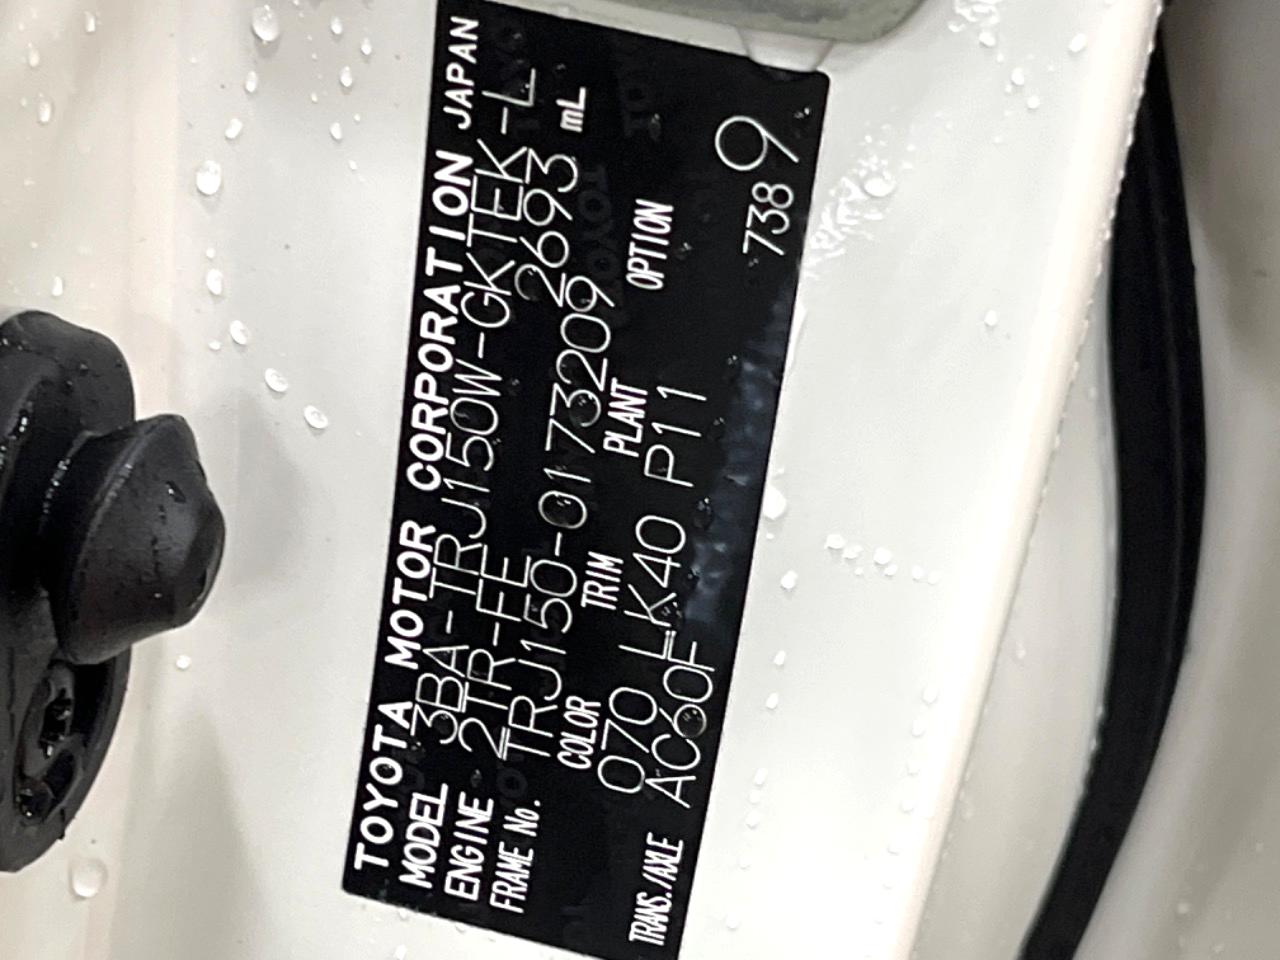 TOYOTA MOTOR CORPORATION JAPAN
MODEL 3BA-TRJ150W-GKTEK-L
ENGINE 2TR-FE 2693 mL
FRAME No. TRJ150-0173209
COLOR TRIM PLANT OPTION
070 LK40 P11
TRANS./AXLE AC60F
738 9